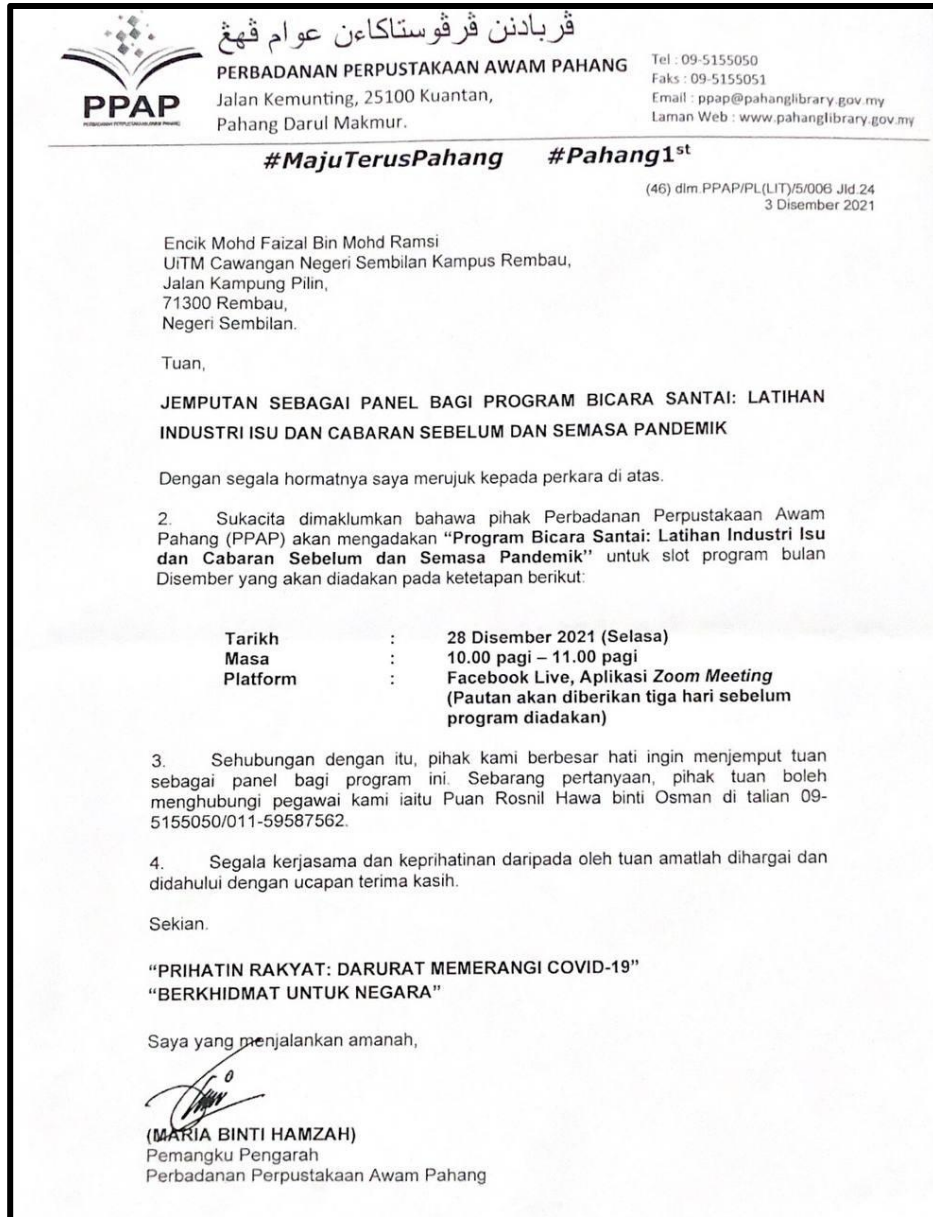 ڤربادنن ڤرڤوستاکاءن عوام ڤهڠ
PERBADANAN PERPUSTAKAAN AWAM PAHANG
Jalan Kemunting, 25100 Kuantan,
Pahang Darul Makmur.
Tel : 09-5155050
Faks : 09-5155051
Email : ppap@pahanglibrary.gov.my
Laman Web : www.pahanglibrary.gov.my
PPAP
PERBADANAN PERPUSTAKAAN AWAM PAHANG
#MajuTerusPahang #Pahang1st
(46) dlm.PPAP/PL(LIT)/5/006 Jld.24
3 Disember 2021
Encik Mohd Faizal Bin Mohd Ramsi
UiTM Cawangan Negeri Sembilan Kampus Rembau,
Jalan Kampung Pilin,
71300 Rembau,
Negeri Sembilan.
Tuan,
JEMPUTAN SEBAGAI PANEL BAGI PROGRAM BICARA SANTAI: LATIHAN
INDUSTRI ISU DAN CABARAN SEBELUM DAN SEMASA PANDEMIK
Dengan segala hormatnya saya merujuk kepada perkara di atas.
2. Sukacita dimaklumkan bahawa pihak Perbadanan Perpustakaan Awam
Pahang (PPAP) akan mengadakan “Program Bicara Santai: Latihan Industri Isu
dan Cabaran Sebelum dan Semasa Pandemik” untuk slot program bulan
Disember yang akan diadakan pada ketetapan berikut:
Tarikh : 28 Disember 2021 (Selasa)
Masa : 10.00 pagi – 11.00 pagi
Platform : Facebook Live, Aplikasi Zoom Meeting
(Pautan akan diberikan tiga hari sebelum
program diadakan)
3. Sehubungan dengan itu, pihak kami berbesar hati ingin menjemput tuan
sebagai panel bagi program ini. Sebarang pertanyaan, pihak tuan boleh
menghubungi pegawai kami iaitu Puan Rosnil Hawa binti Osman di talian 09-
5155050/011-59587562.
4. Segala kerjasama dan keprihatinan daripada oleh tuan amatlah dihargai dan
didahului dengan ucapan terima kasih.
Sekian.
“PRIHATIN RAKYAT: DARURAT MEMERANGI COVID-19”
“BERKHIDMAT UNTUK NEGARA”
Saya yang menjalankan amanah,
(MARIA BINTI HAMZAH)
Pemangku Pengarah
Perbadanan Perpustakaan Awam Pahang